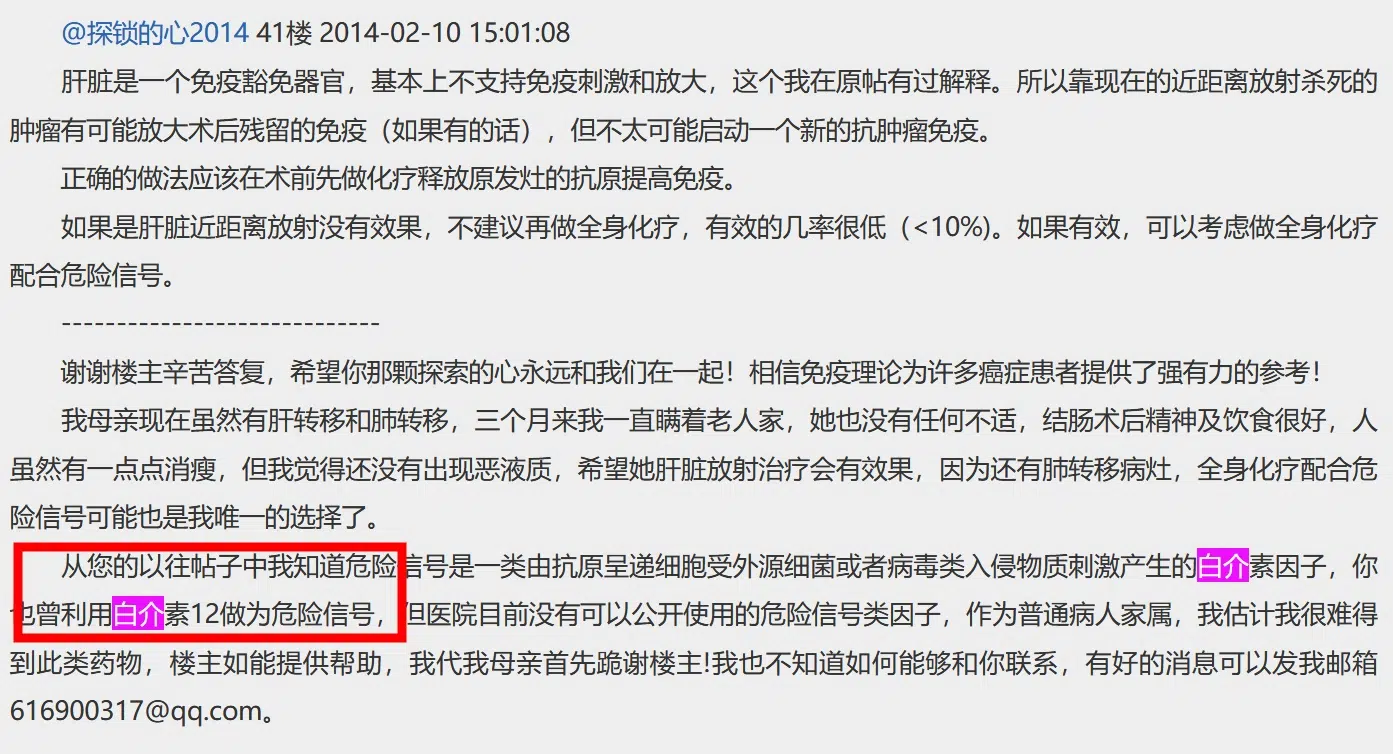 @探锁的心2014 41楼 2014-02-10 15:01:08
肝脏是一个免疫豁免器官，基本上不支持免疫刺激和放大，这个我在原帖有过解释。所以靠现在的近距离放射杀死的
肿瘤有可能放大术后残留的免疫（如果有的话），但不太可能启动一个新的抗肿瘤免疫。
正确的做法应该在术前先做化疗释放原发灶的抗原提高免疫。
如果是肝脏近距离放射没有效果，不建议再做全身化疗，有效的几率很低（<10%)。如果有效，可以考虑做全身化疗
配合危险信号。
-----------------------------
谢谢楼主辛苦答复，希望你那颗探索的心永远和我们在一起！相信免疫理论为许多癌症患者提供了强有力的参考！
我母亲现在虽然有肝转移和肺转移，三个月来我一直瞒着老人家，她也没有任何不适，结肠术后精神及饮食很好，人
虽然有一点点消瘦，但我觉得还没有出现恶液质，希望她肝脏放射治疗会有效果，因为还有肺转移病灶，全身化疗配合危
险信号可能也是我唯一的选择了。
从您的以往帖子中我知道危险信号是一类由抗原呈递细胞受外源细菌或者病毒类入侵物质刺激产生的白介素因子，你
也曾利用白介素12做为危险信号，但医院目前没有可以公开使用的危险信号类因子，作为普通病人家属，我估计我很难得
到此类药物，楼主如能提供帮助，我代我母亲首先跪谢楼主!我也不知道如何能够和你联系，有好的消息可以发我邮箱
616900317@qq.com。